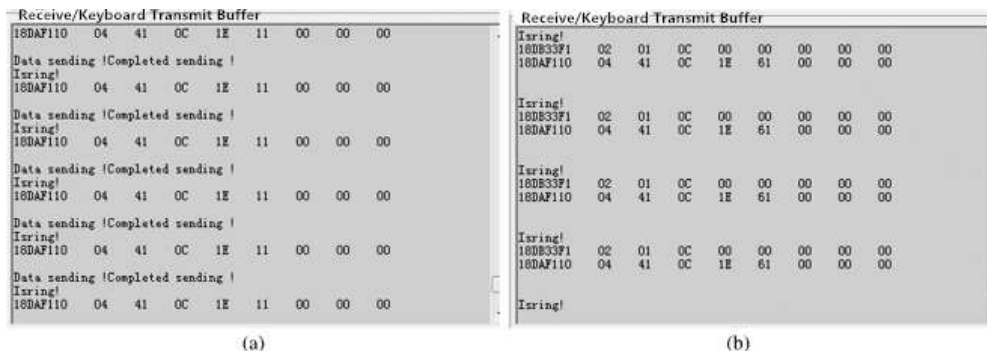 Receive/Keyboard Transmit Buffer
18DAF110 04 41 0C 1E 11 00 00 00
Data sending !Completed sending !
Isring!
18DAF110 04 41 0C 1E 11 00 00 00
Data sending !Completed sending !
Isring!
18DAF110 04 41 0C 1E 11 00 00 00
Data sending !Completed sending !
Isring!
18DAF110 04 41 0C 1E 11 00 00 00
Data sending !Completed sending !
Isring!
18DAF110 04 41 0C 1E 11 00 00 00
Data sending !Completed sending !
Isring!
18DAF110 04 41 0C 1E 11 00 00 00
(a)
Receive/Keyboard Transmit Buffer
Isring!
18DB33F1 02 01 0C 00 00 00 00 00
18DAF110 04 41 0C 1E 61 00 00 00
Isring!
18DB33F1 02 01 0C 00 00 00 00 00
18DAF110 04 41 0C 1E 61 00 00 00
Isring!
18DB33F1 02 01 0C 00 00 00 00 00
18DAF110 04 41 0C 1E 61 00 00 00
Isring!
18DB33F1 02 01 0C 00 00 00 00 00
18DAF110 04 41 0C 1E 61 00 00 00
Isring!
(b)